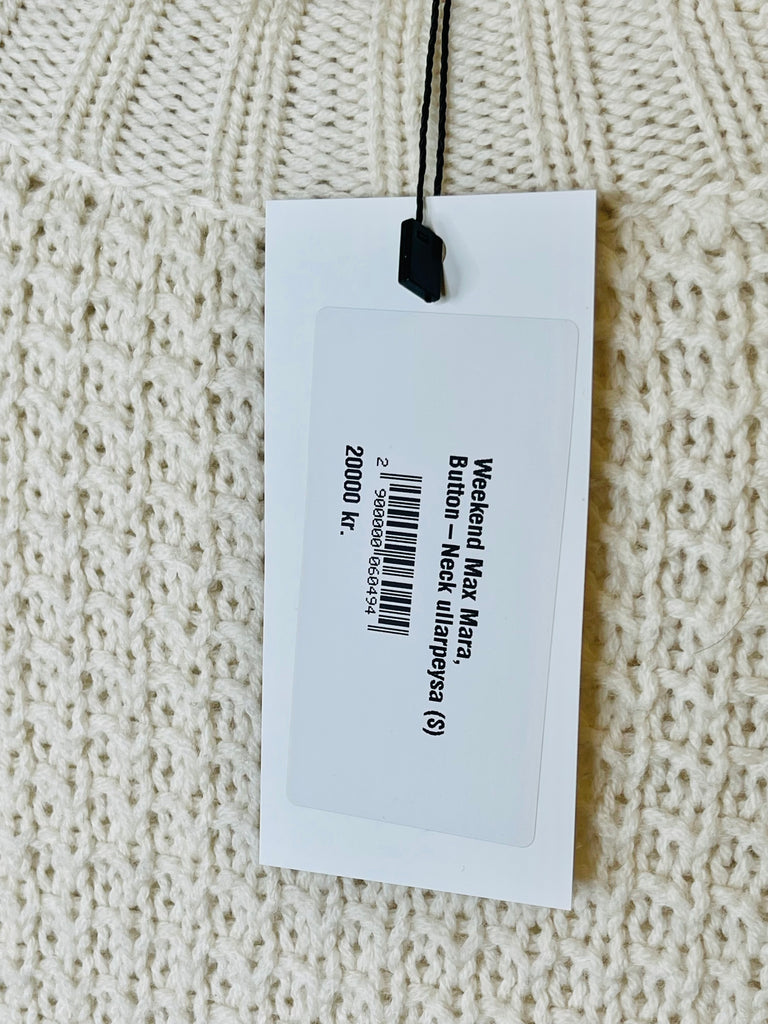 Weekend Max Mara,
Button – Neck ullarpeysa (S)
2 900000 060494
20000 kr.